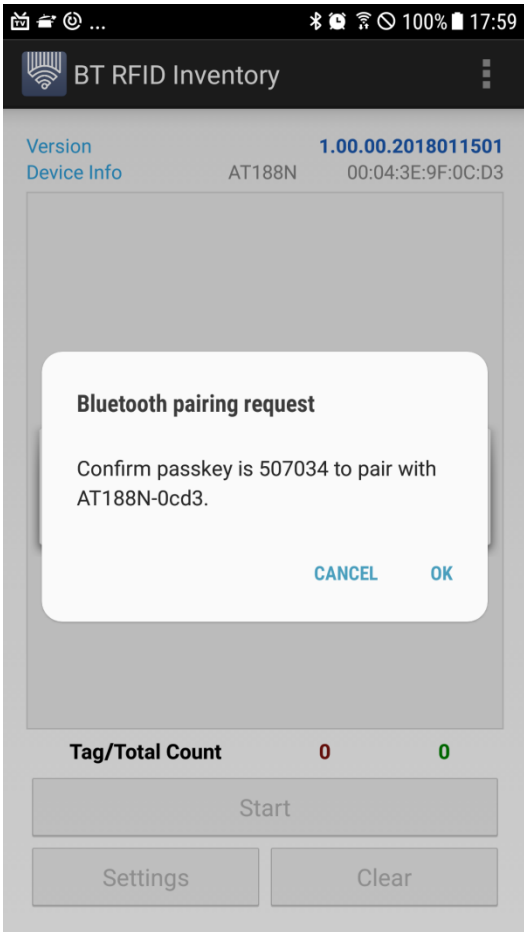 ... 100% 17:59
BT RFID Inventory
Version 1.00.00.2018011501
Device Info AT188N 00:04:3E:9F:0C:D3
Bluetooth pairing request
Confirm passkey is 507034 to pair with
AT188N-0cd3.
CANCEL OK
Tag/Total Count 0 0
Start
Settings Clear